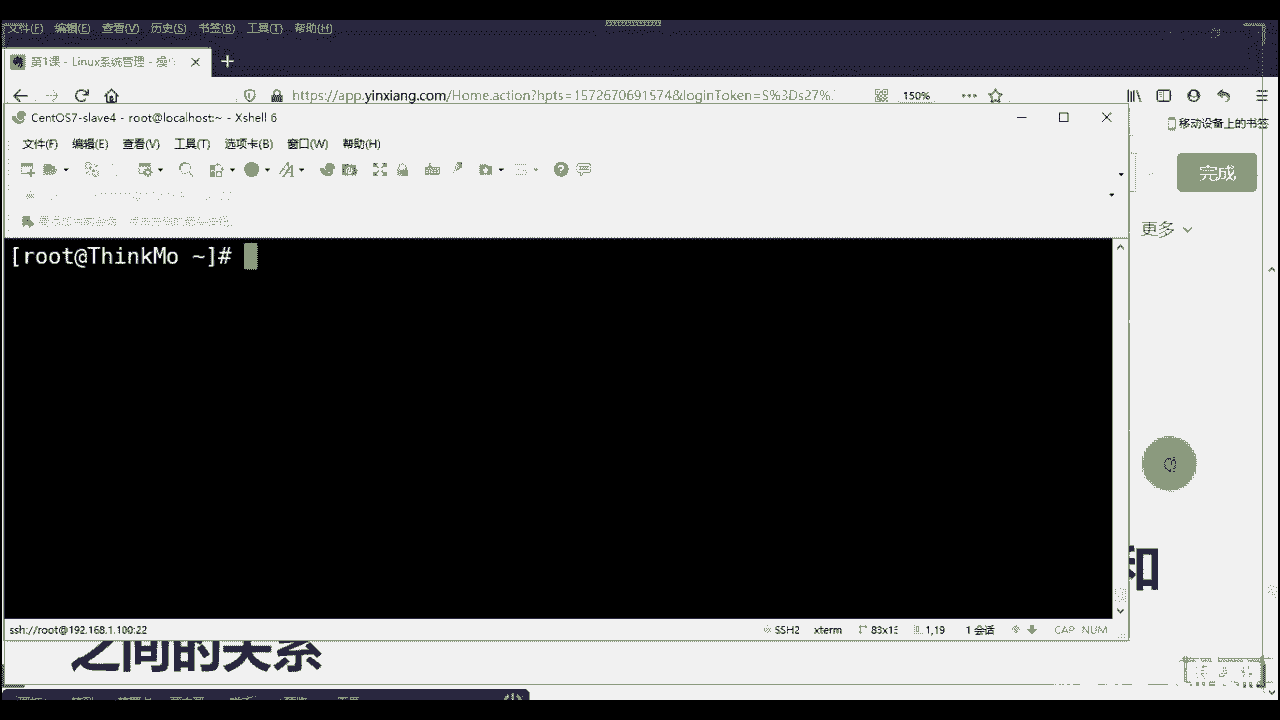 文件(F) 编辑(E) 查看(V) 历史(S) 书签(B) 工具(T) 帮助(H)
第1课 - Linux系统管理 - 操
https://app.yinxiang.com/Home.action?hpts=1572670691574&loginToken=S%3Ds27%
150%
移动设备上的书签
CentOS7-slave4 - root@localhost:~ - Xshell 6
文件(F) 编辑(E) 查看(V) 工具(T) 选项卡(B) 窗口(W) 帮助(H)
完成
更多
[root@ThinkMo ~]#
和
ssh://root@192.168.1.100:22 SSH2 xterm 83x15 1,19 1 会话 CAP NUM
之间的关系